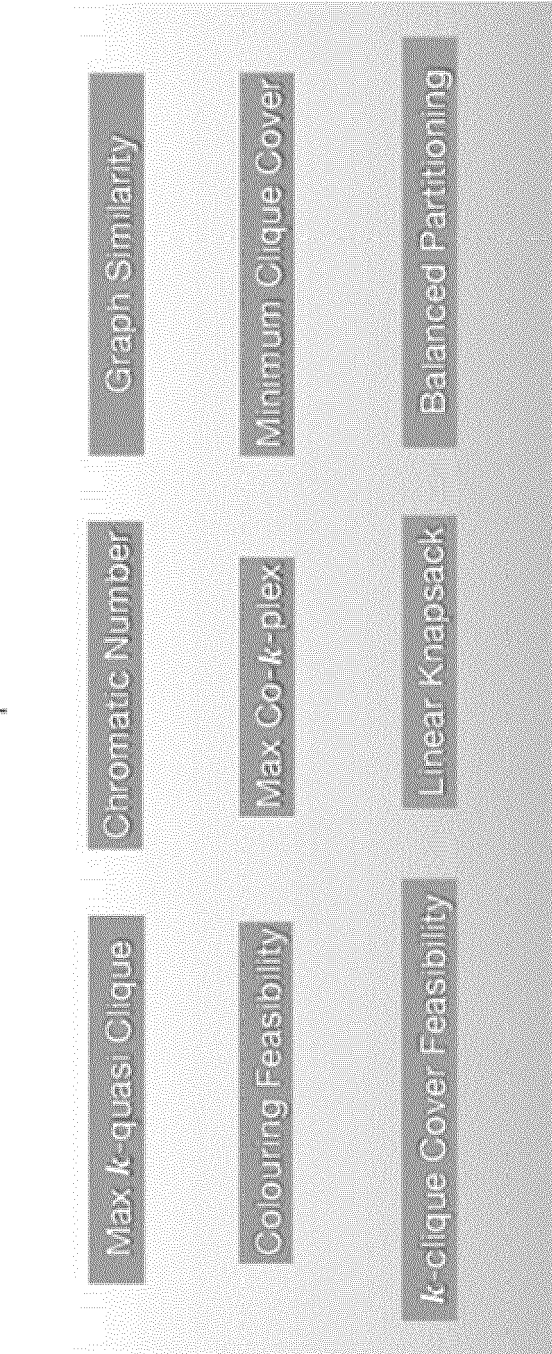 Max k-quasi Clique
Chromatic Number
Graph Similarity
Colouring Feasibility
Max Co-k-plex
Minimum Clique Cover
k-clique Cover Feasibility
Linear Knapsack
Balanced Partitioning